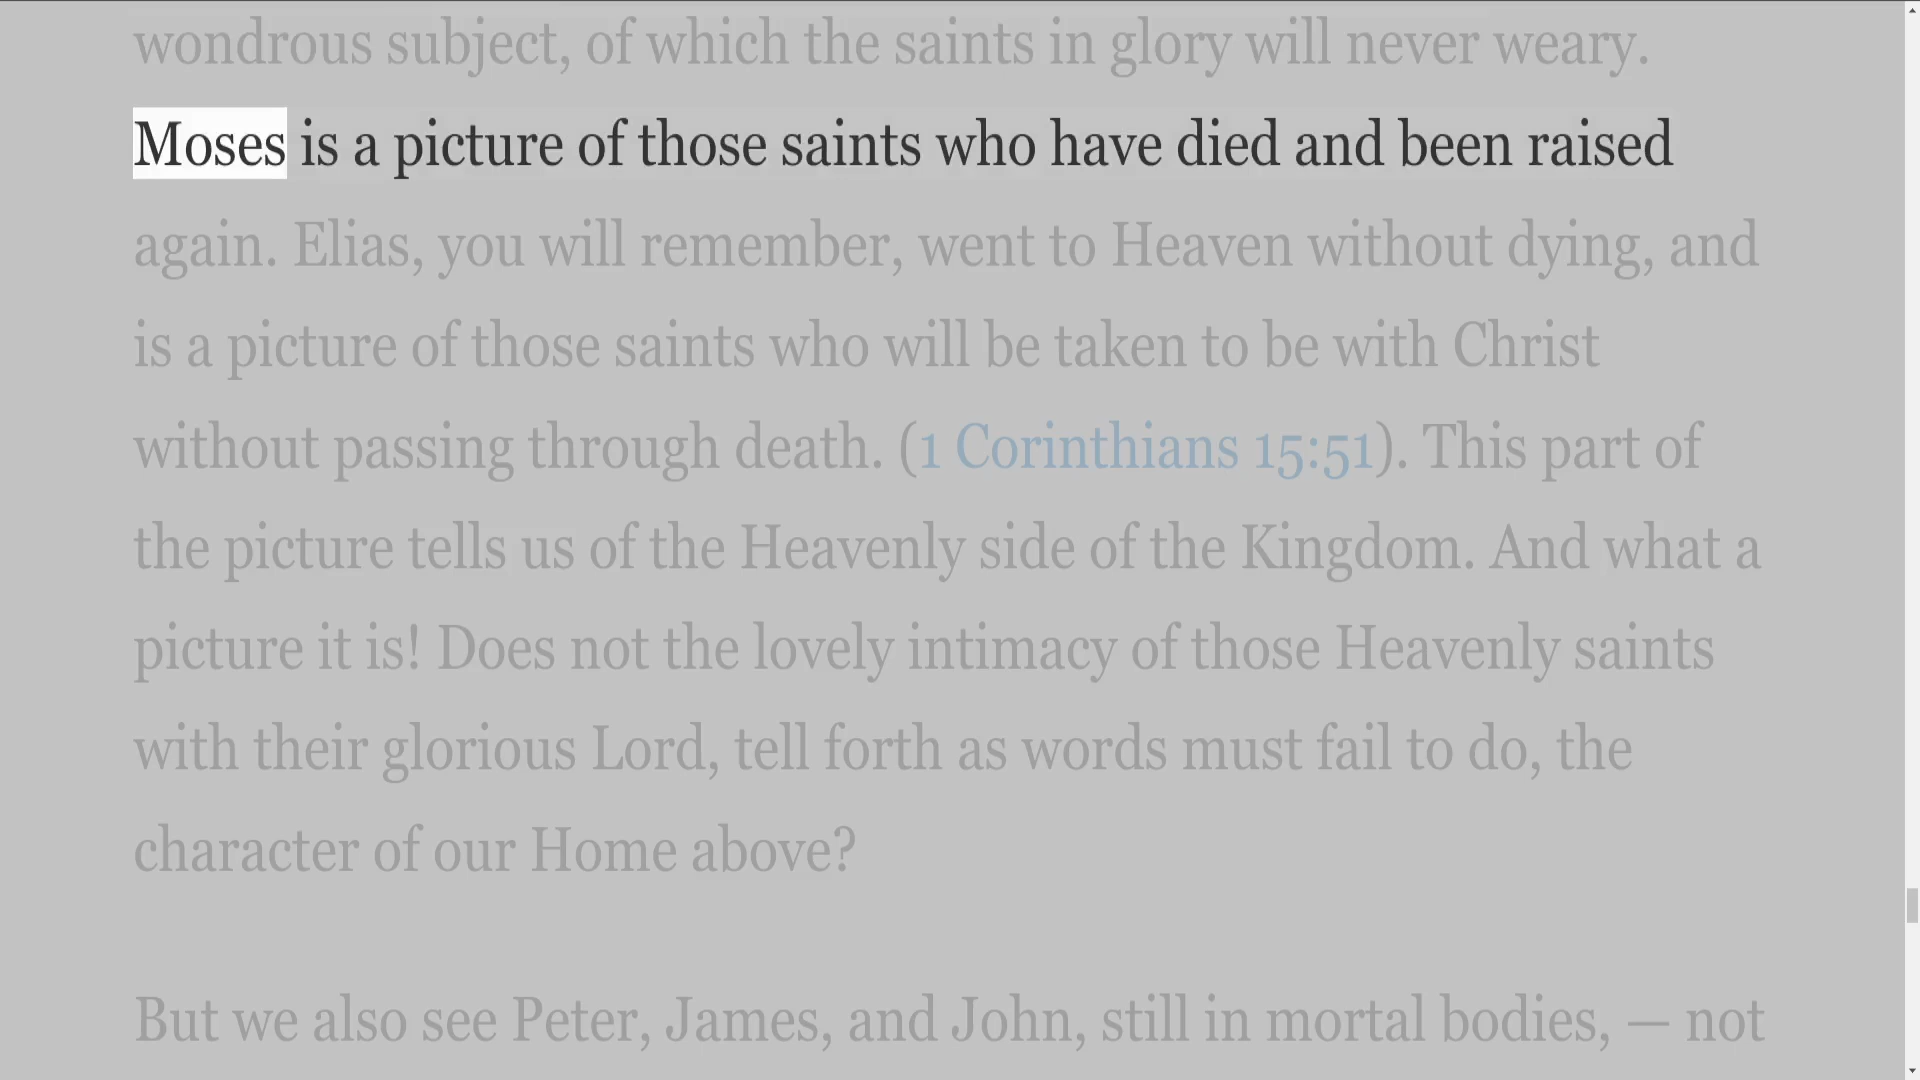 wondrous subject, of which the saints in glory will never weary.
Moses is a picture of those saints who have died and been raised
again. Elias, you will remember, went to Heaven without dying, and
is a picture of those saints who will be taken to be with Christ
without passing through death. (1 Corinthians 15:51). This part of
the picture tells us of the Heavenly side of the Kingdom. And what a
picture it is! Does not the lovely intimacy of those Heavenly saints
with their glorious Lord, tell forth as words must fail to do, the
character of our Home above?
But we also see Peter, James, and John, still in mortal bodies, — not